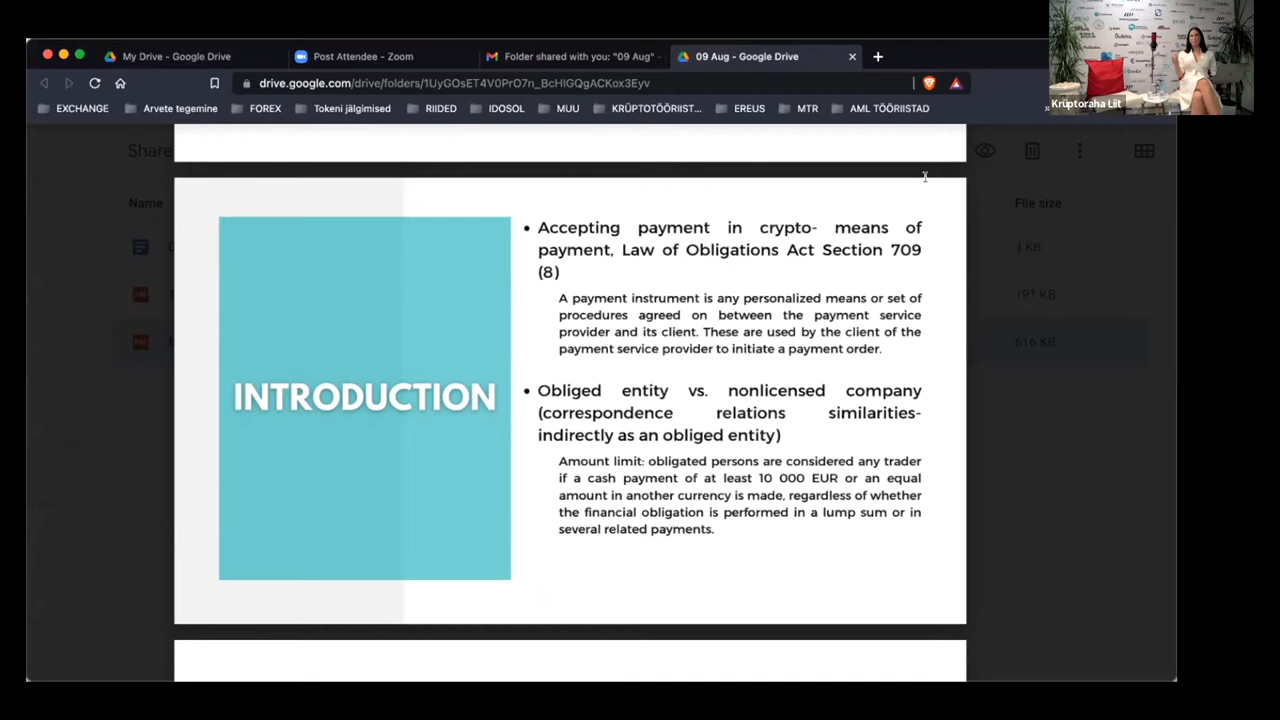 My Drive - Google Drive
Post Attendee - Zoom
Folder shared with you: "09 Aug" -
09 Aug - Google Drive
EXCHANGE
Arvete tegemine
FOREX
Tokeni jälgimised
RIIDED
IDOSOL
MUU
KRÜPTOTÖÖRIIST...
EREUS
MTR
AML TÖÖRIISTAD
Krüptoraha Liit
Share
Name
File size
191 KB
616 KB
INTRODUCTION
• Accepting payment in crypto- means of
payment, Law of Obligations Act Section 709
(8)
A payment instrument is any personalized means or set of
procedures agreed on between the payment service
provider and its client. These are used by the client of the
payment service provider to initiate a payment order.
• Obliged entity vs. nonlicensed company
(correspondence relations similarities-
indirectly as an obliged entity)
Amount limit: obligated persons are considered any trader
if a cash payment of at least 10 000 EUR or an equal
amount in another currency is made, regardless of whether
the financial obligation is performed in a lump sum or in
several related payments.